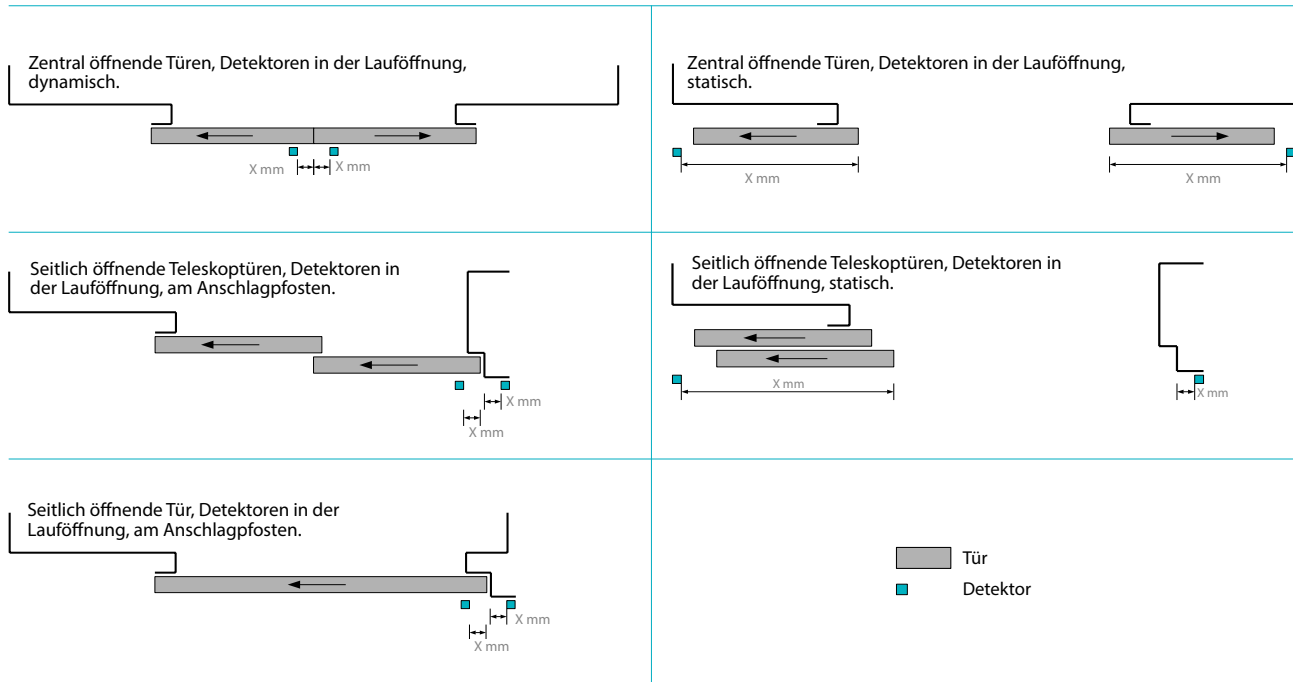 Zentral öffnende Türen, Detektoren in der Lauföffnung,
dynamisch.
X mm
X mm
Zentral öffnende Türen, Detektoren in der Lauföffnung,
statisch.
X mm
X mm
Seitlich öffnende Teleskoptüren, Detektoren in
der Lauföffnung, am Anschlagpfosten.
X mm
X mm
Seitlich öffnende Teleskoptüren, Detektoren in
der Lauföffnung, statisch.
X mm
X mm
Seitlich öffnende Tür, Detektoren in der
Lauföffnung, am Anschlagpfosten.
X mm
X mm
Tür
Detektor